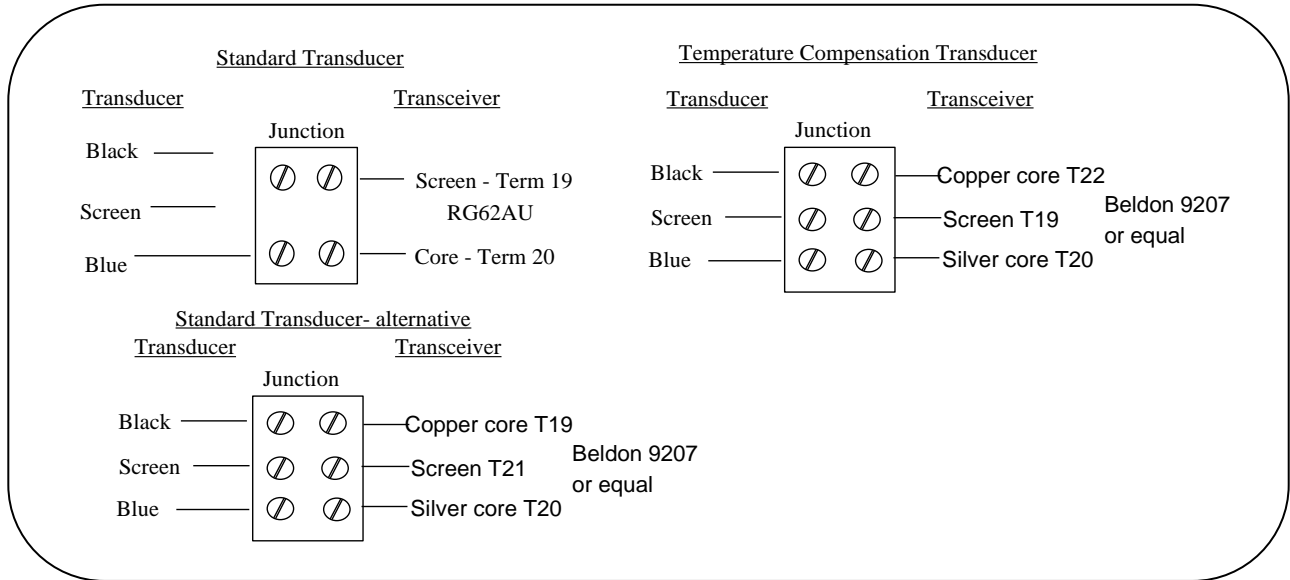 Standard Transducer
Transducer Transceiver
Junction
Black
Screen - Term 19
Screen
RG62AU
Blue
Core - Term 20
Temperature Compensation Transducer
Transducer Transceiver
Junction
Black
Copper core T22
Screen
Screen T19
Blue
Silver core T20
Beldon 9207
or equal
Standard Transducer- alternative
Transducer Transceiver
Junction
Black
Copper core T19
Screen
Screen T21
Blue
Silver core T20
Beldon 9207
or equal